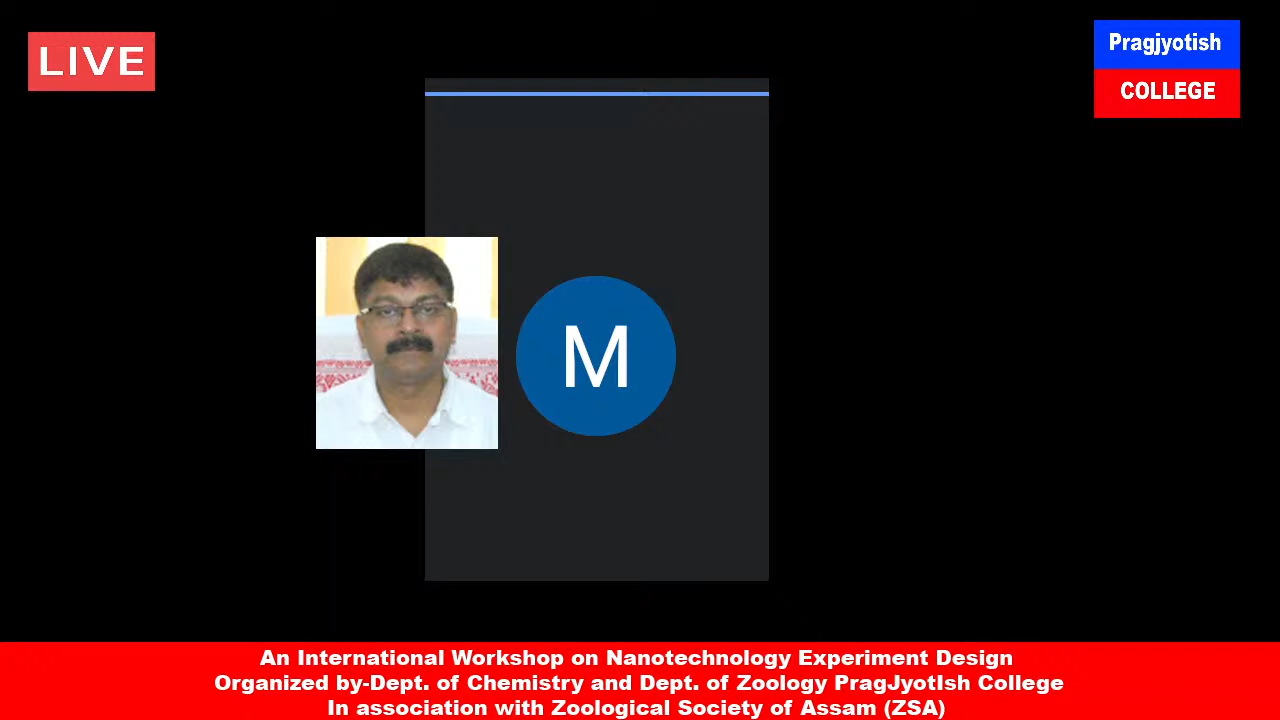 LIVE
Pragjyotish
COLLEGE
M
An International Workshop on Nanotechnology Experiment Design
Organized by-Dept. of Chemistry and Dept. of Zoology PragJyotIsh College
In association with Zoological Society of Assam (ZSA)